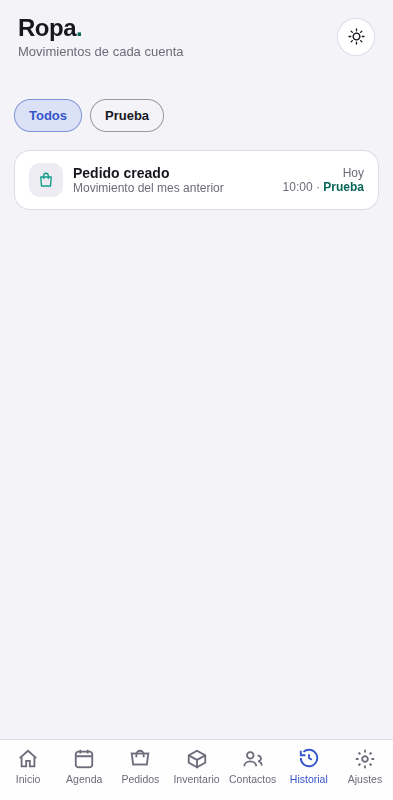 Ropa.
Movimientos de cada cuenta
Todos
Prueba
Pedido creado
Hoy
Movimiento del mes anterior
10:00 · Prueba
Inicio
Agenda
Pedidos
Inventario
Contactos
Historial
Ajustes